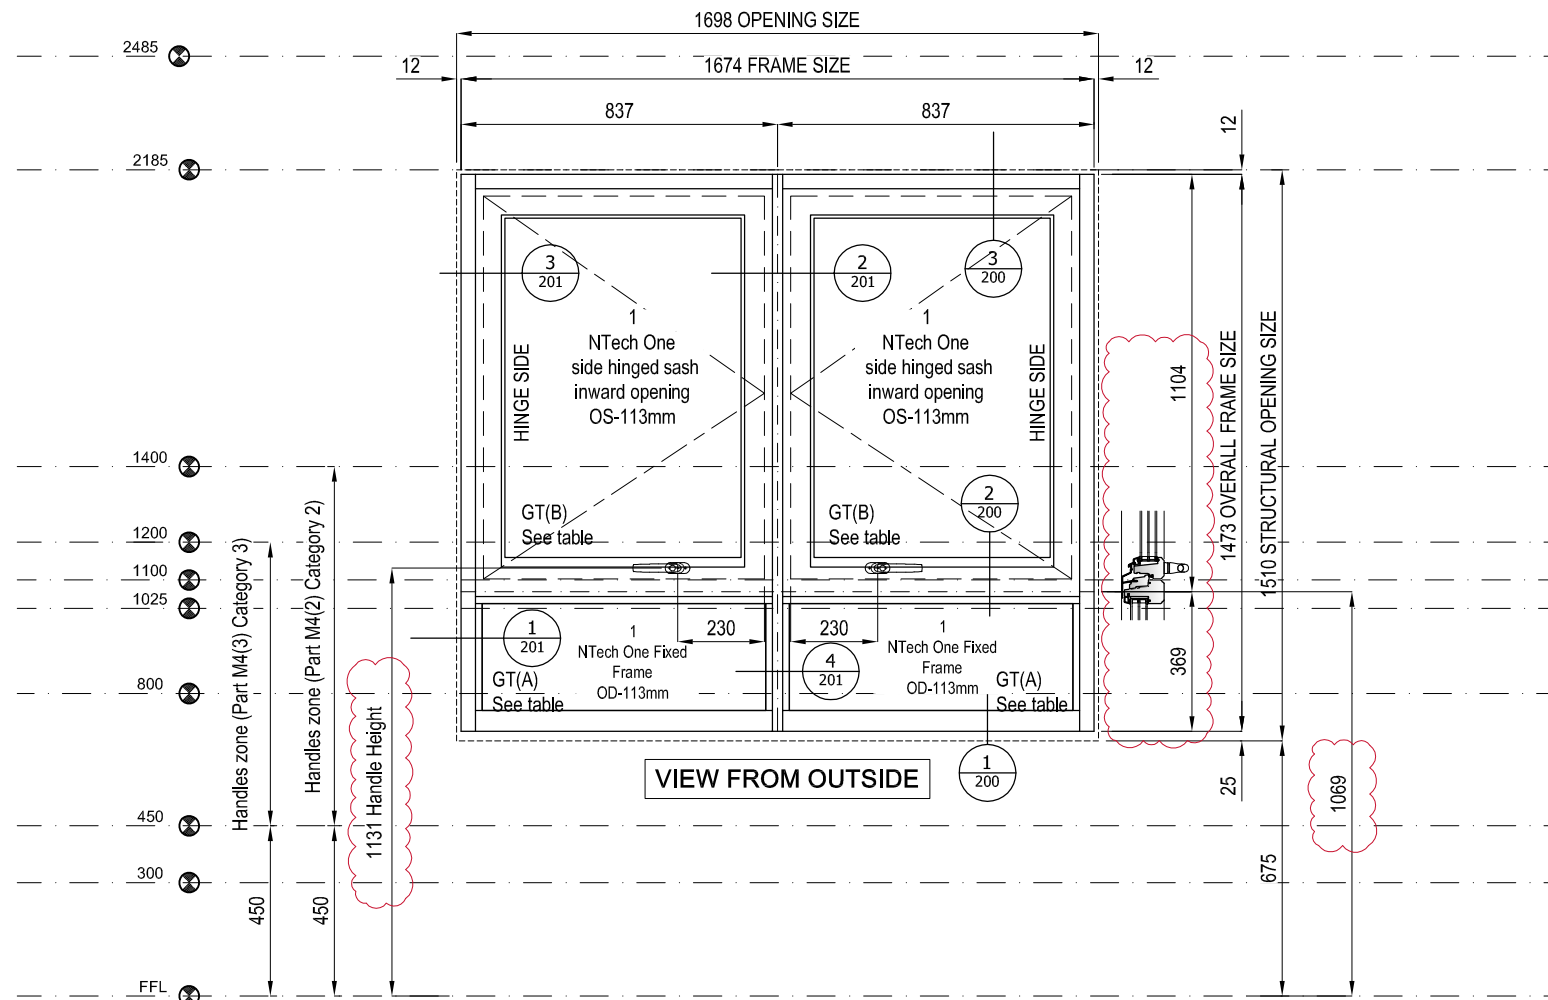 1698 OPENING SIZE
2485
12
1674 FRAME SIZE
12
837
837
12
2185
3
201
2
201
3
200
1
NTech One
side hinged sash
inward opening
OS-113mm
1
NTech One
side hinged sash
inward opening
OS-113mm
HINGE SIDE
HINGE SIDE
1104
1473 OVERALL FRAME SIZE
1510 STRUCTURAL OPENING SIZE
1400
Handles zone (Part M4(3) Category 3)
Handles zone (Part M4(2) Category 2)
GT(B)
See table
GT(B)
See table
2
200
1200
1100
1025
1
201
1
NTech One Fixed
Frame
OD-113mm
230
230
1
NTech One Fixed
Frame
OD-113mm
4
201
GT(A)
See table
GT(A)
See table
369
800
1131 Handle Height
VIEW FROM OUTSIDE
1
200
25
1069
450
300
450
450
675
FFL